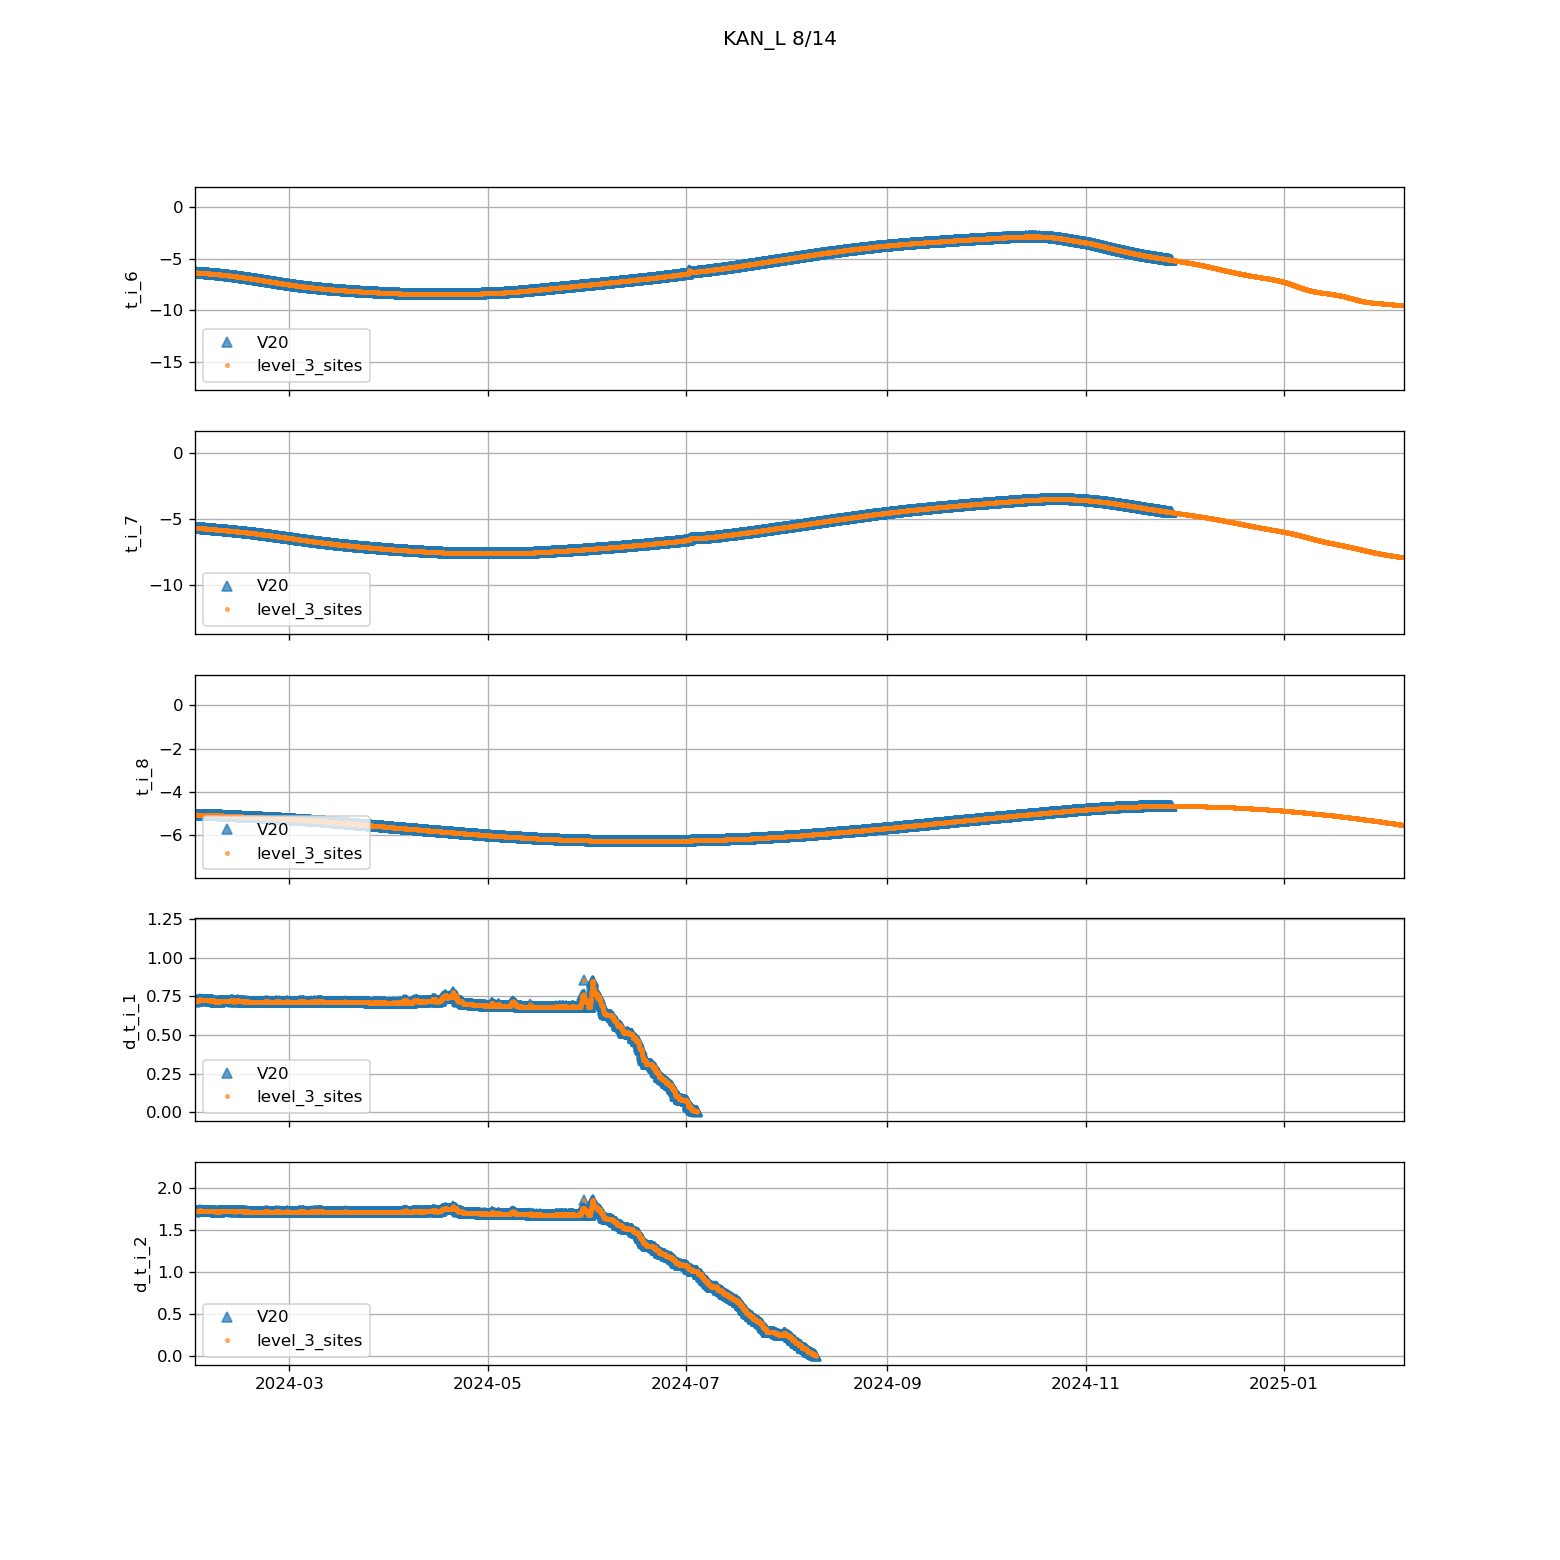 KAN_L 8/14
0
−5
−10
−15
t_i_6
V20
level_3_sites
0
−5
−10
t_i_7
V20
level_3_sites
0
−2
−4
−6
t_i_8
V20
level_3_sites
1.25
1.00
0.75
0.50
0.25
0.00
d_t_i_1
V20
level_3_sites
2.0
1.5
1.0
0.5
0.0
d_t_i_2
V20
level_3_sites
2024-03 2024-05 2024-07 2024-09 2024-11 2025-01